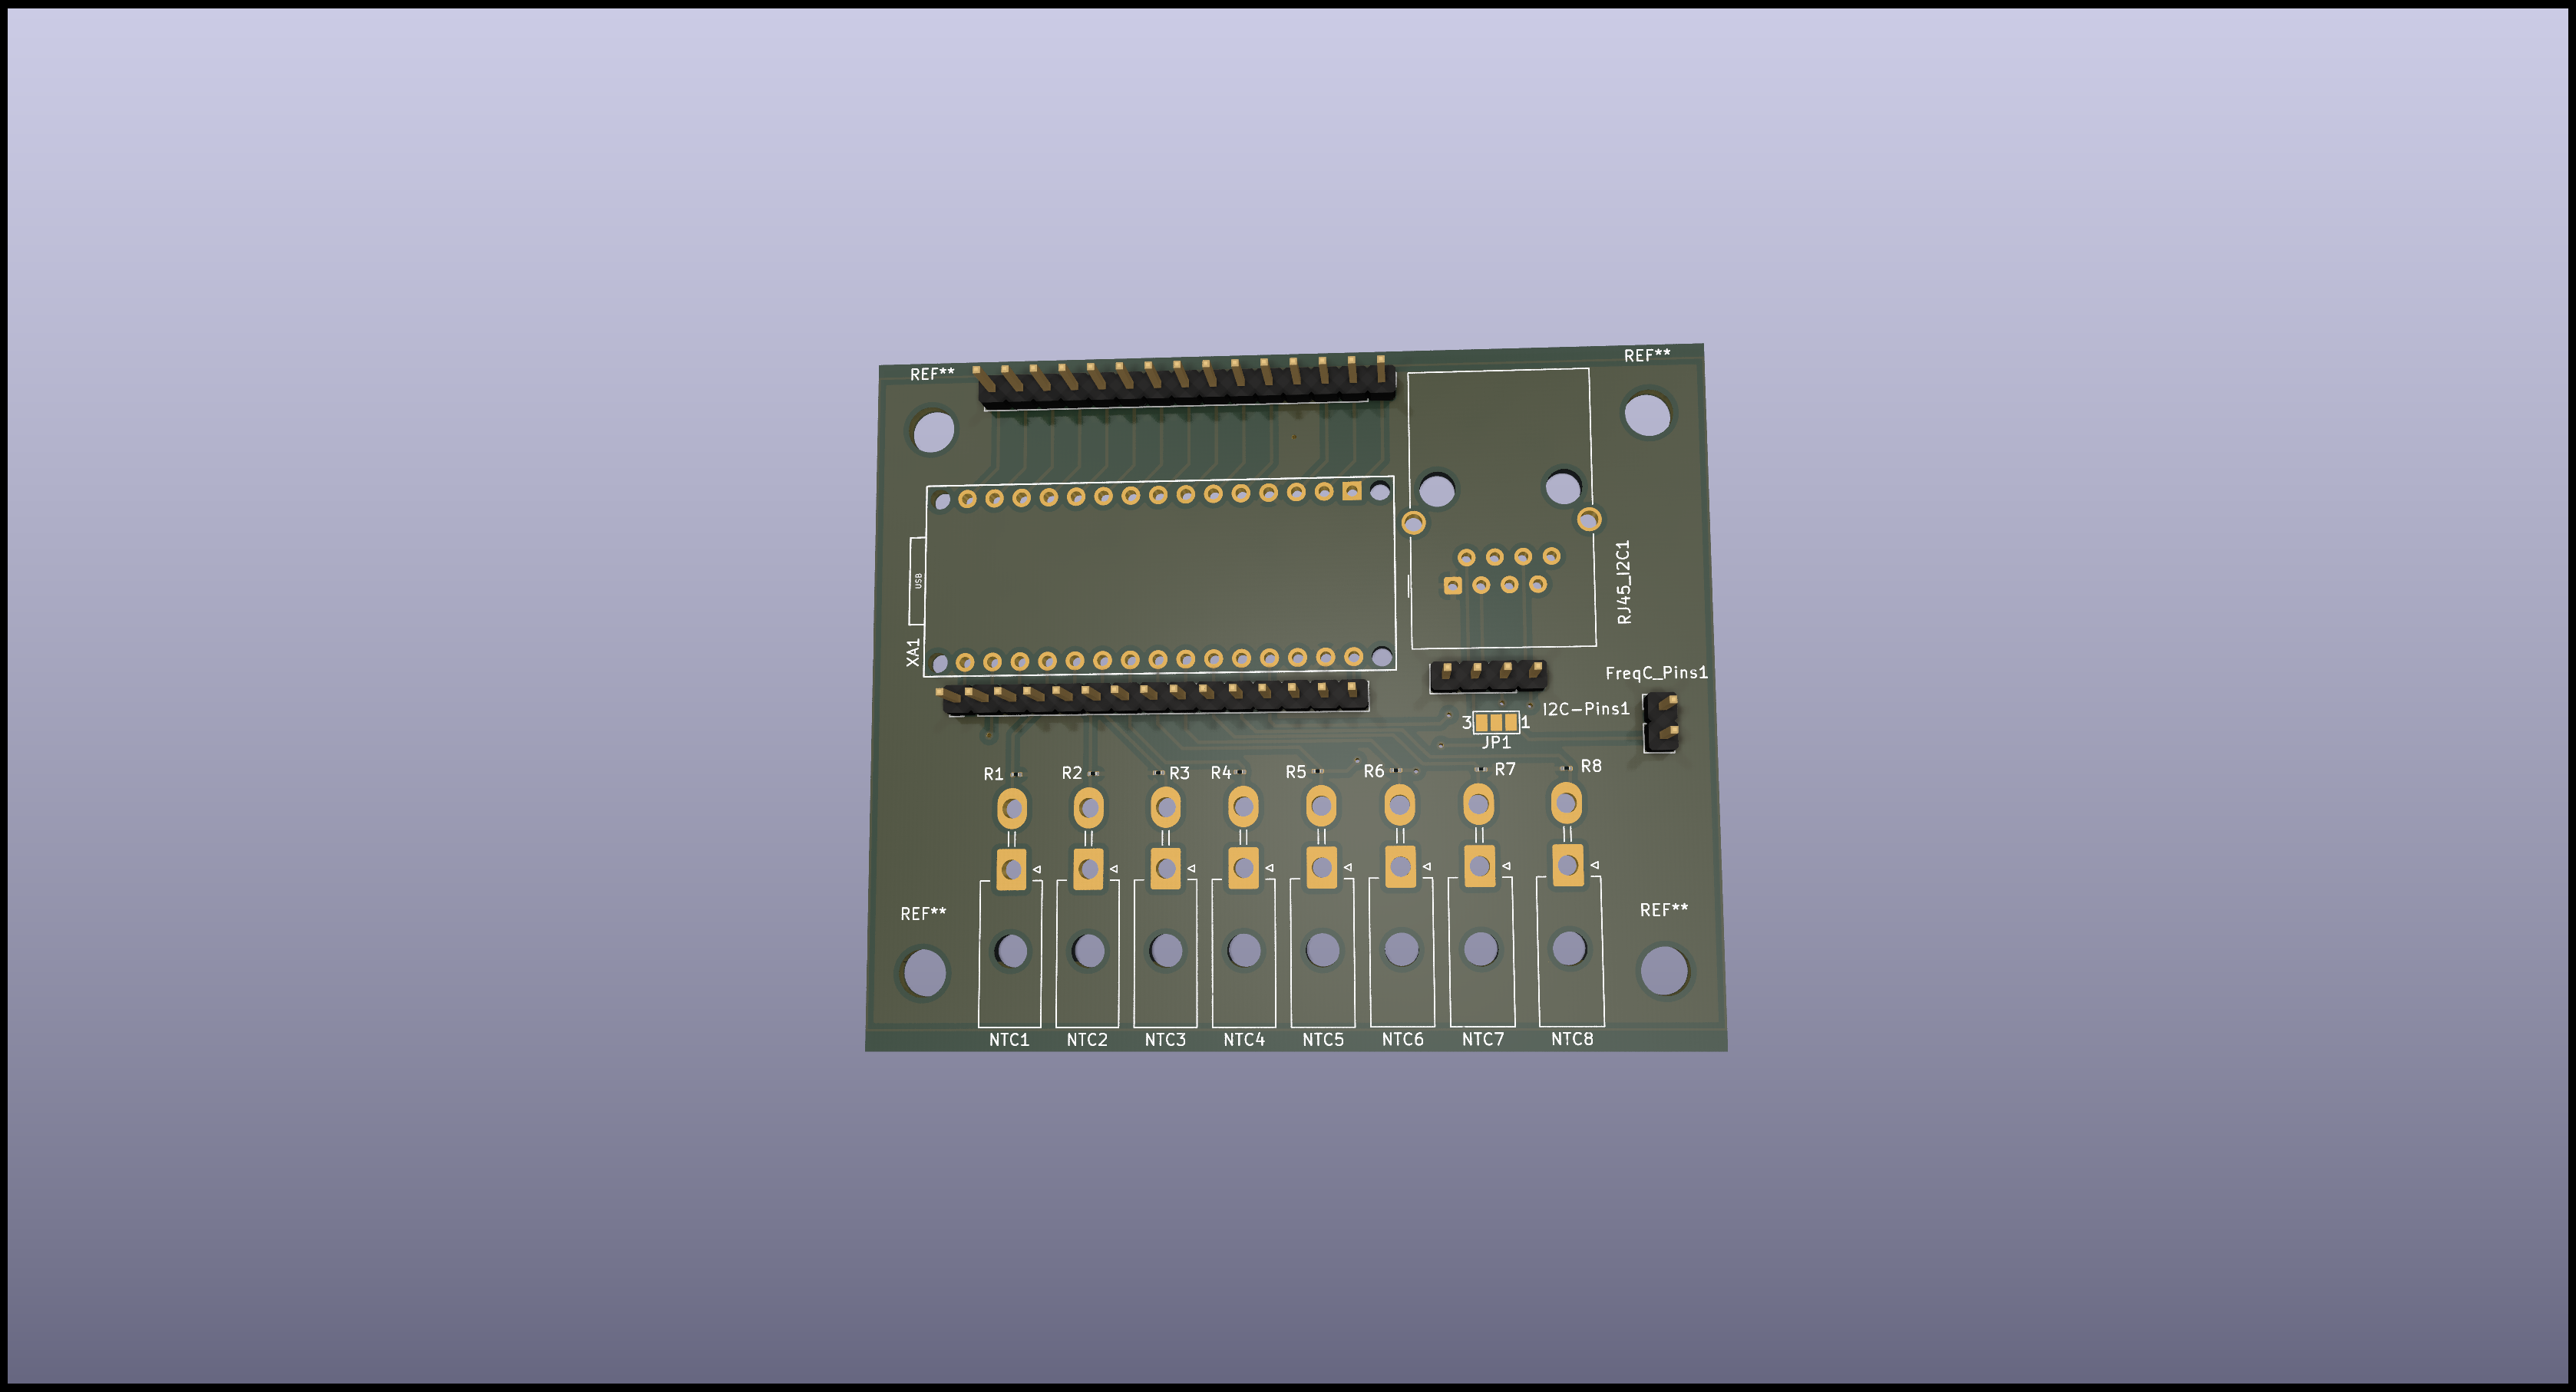 REF**
REF**
USB
XA1
RJ45_I2C1
FreqC_Pins1
I2C-Pins1
3
1
JP1
R1
R2
R3
R4
R5
R6
R7
R8
REF**
REF**
NTC1
NTC2
NTC3
NTC4
NTC5
NTC6
NTC7
NTC8